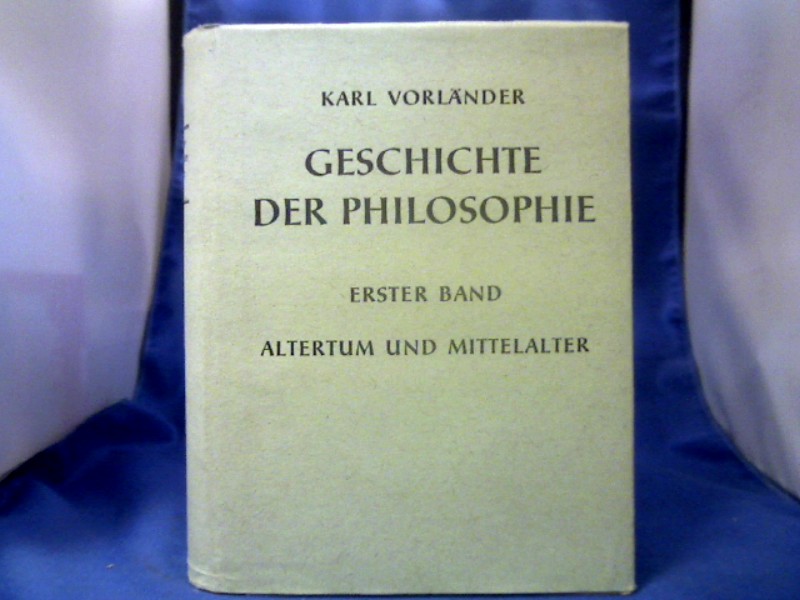 KARL VORLÄNDER
GESCHICHTE
DER PHILOSOPHIE
ERSTER BAND
ALTERTUM UND MITTELALTER